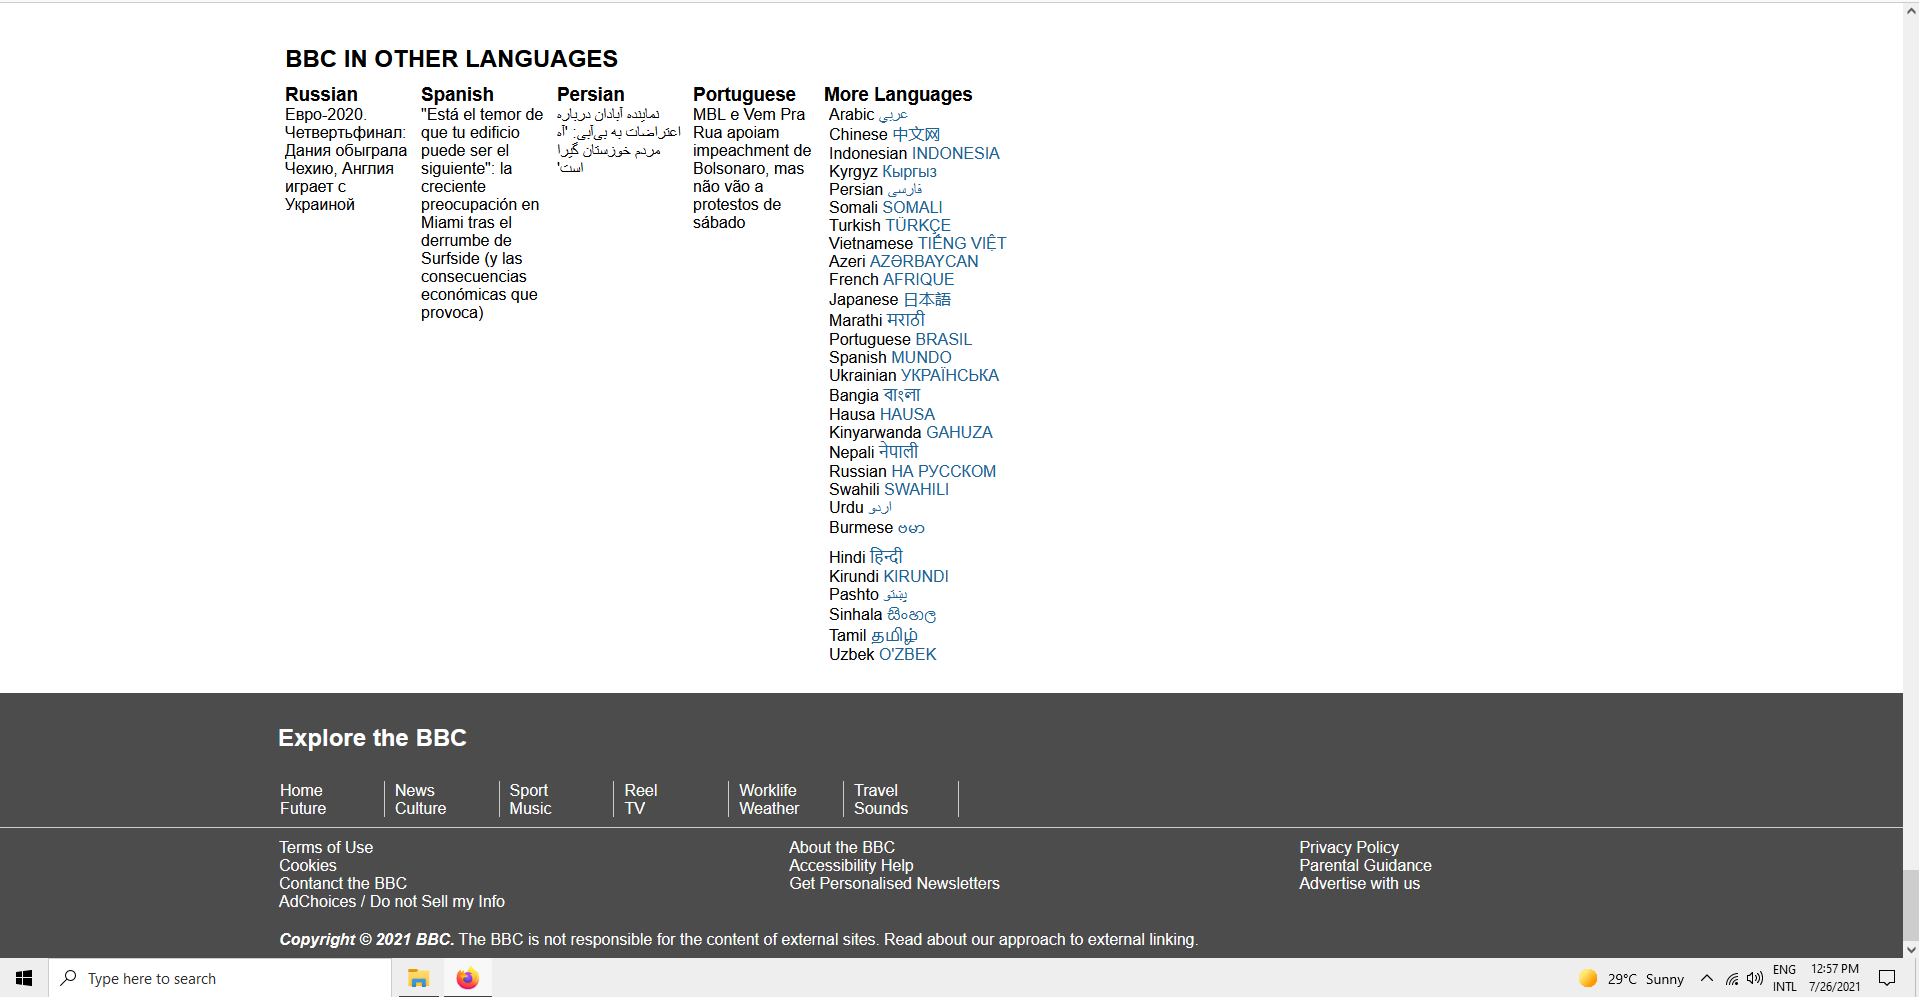 BBC IN OTHER LANGUAGES
Russian
Евро-2020.
Четвертьфинал:
Дания обыграла
Чехию, Англия
играет с
Украиной
Spanish
"Está el temor de
que tu edificio
puede ser el
siguiente": la
creciente
preocupación en
Miami tras el
derrumbe de
Surfside (y las
consecuencias
económicas que
provoca)
Persian
نماینده آبادان درباره
اعتراضات به بی‌آبی: 'آه
مردم خوزستان گیرا
است'
Portuguese
MBL e Vem Pra
Rua apoiam
impeachment de
Bolsonaro, mas
não vão a
protestos de
sábado
More Languages
Arabic عربي
Chinese 中文网
Indonesian INDONESIA
Kyrgyz Кыргыз
Persian فارسی
Somali SOMALI
Turkish TÜRKÇE
Vietnamese TIẾNG VIỆT
Azeri AZƏRBAYCAN
French AFRIQUE
Japanese 日本語
Marathi मराठी
Portuguese BRASIL
Spanish MUNDO
Ukrainian УКРАЇНСЬКА
Bangia বাংলা
Hausa HAUSA
Kinyarwanda GAHUZA
Nepali नेपाली
Russian НА РУССКОМ
Swahili SWAHILI
Urdu اردو
Burmese ဗမာ
Hindi हिन्दी
Kirundi KIRUNDI
Pashto پښتو
Sinhala සිංහල
Tamil தமிழ்
Uzbek O'ZBEK
Explore the BBC
Home News Sport Reel Worklife Travel
Future Culture Music TV Weather Sounds
Terms of Use About the BBC Privacy Policy
Cookies Accessibility Help Parental Guidance
Contanct the BBC Get Personalised Newsletters Advertise with us
AdChoices / Do not Sell my Info
Copyright © 2021 BBC. The BBC is not responsible for the content of external sites. Read about our approach to external linking.
Type here to search
29°C Sunny
ENG
INTL
12:57 PM
7/26/2021